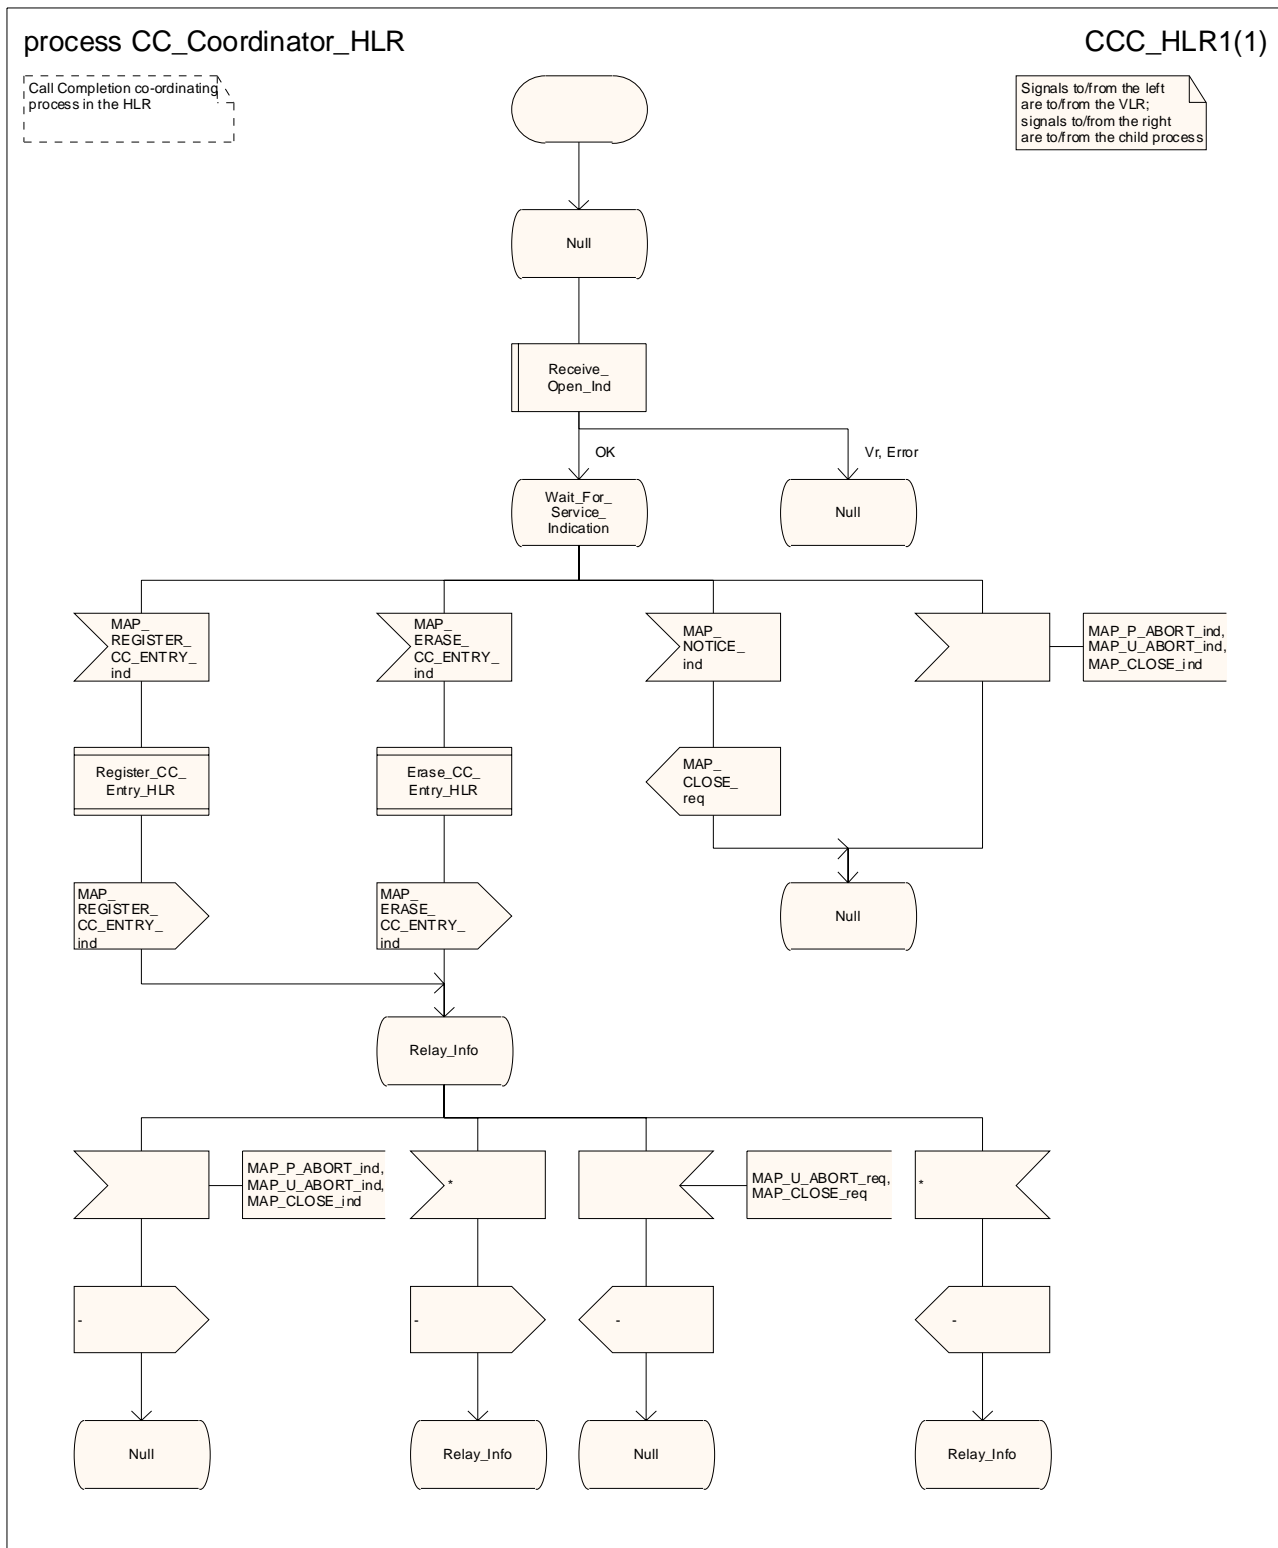 process CC_Coordinator_HLR
CCC_HLR1(1)
Call Completion co-ordinating
process in the HLR
Signals to/from the left
are to/from the VLR;
signals to/from the right
are to/from the child process
Null
Receive_
Open_Ind
OK
Vr, Error
Wait_For_
Service_
Indication
Null
MAP_
REGISTER_
CC_ENTRY_
ind
MAP_
ERASE_
CC_ENTRY_
ind
MAP_
NOTICE_
ind
MAP_P_ABORT_ind,
MAP_U_ABORT_ind,
MAP_CLOSE_ind
Register_CC_
Entry_HLR
Erase_CC_
Entry_HLR
MAP_
CLOSE_
req
MAP_
REGISTER_
CC_ENTRY_
ind
MAP_
ERASE_
CC_ENTRY_
ind
Null
Relay_Info
MAP_P_ABORT_ind,
MAP_U_ABORT_ind,
MAP_CLOSE_ind
*
MAP_U_ABORT_req,
MAP_CLOSE_req
*
-
-
-
-
Null
Relay_Info
Null
Relay_Info